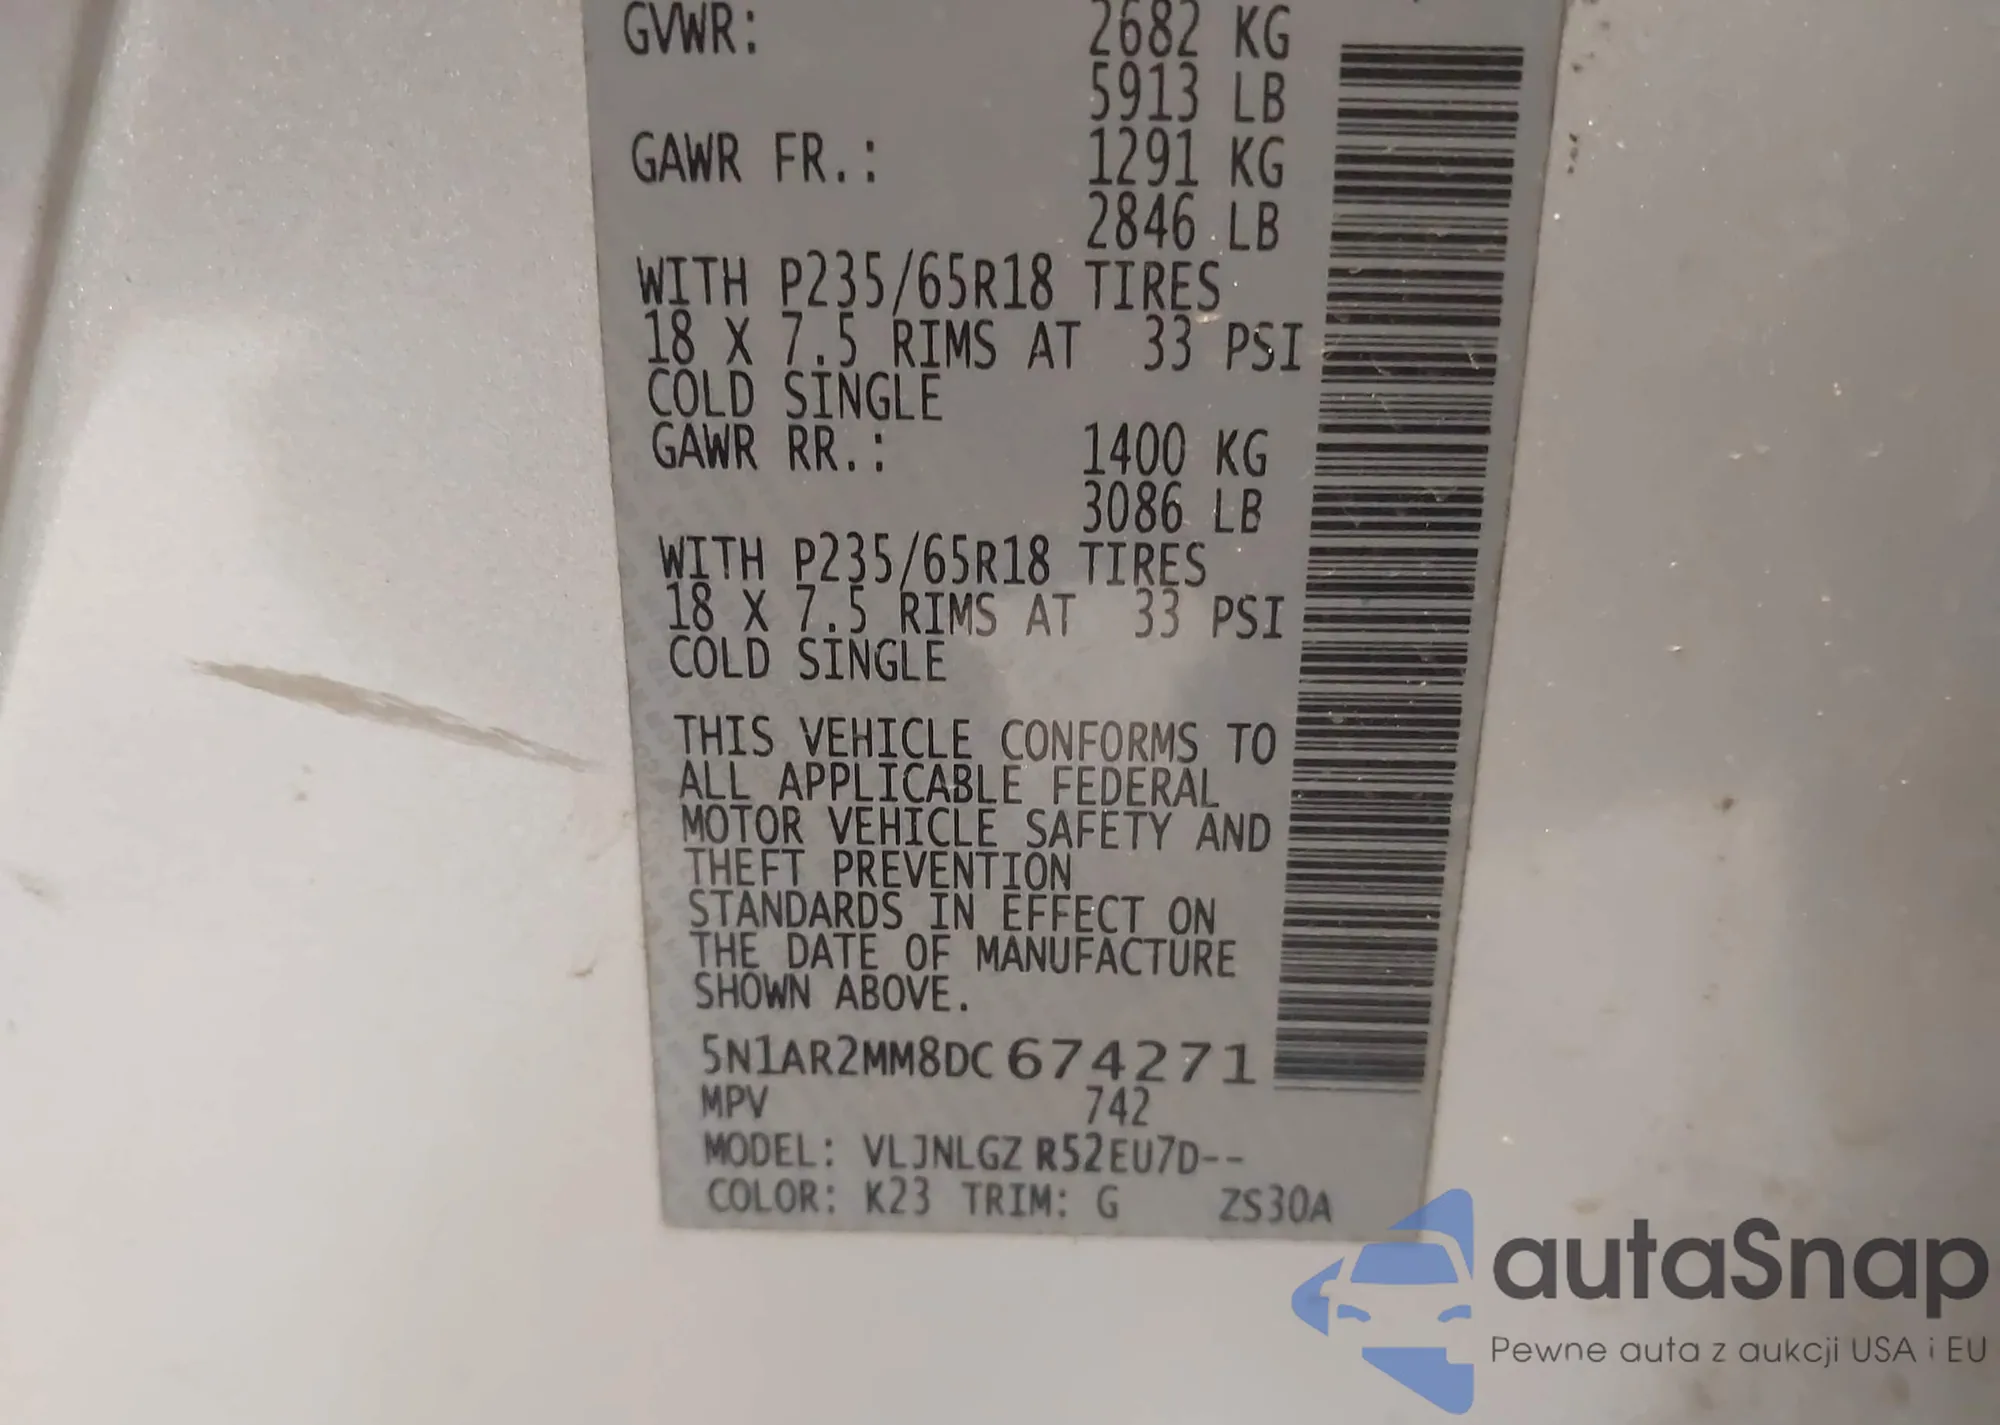 GVWR: 2682 KG
5913 LB
GAWR FR.: 1291 KG
2846 LB
WITH P235/65R18 TIRES
18 X 7.5 RIMS AT 33 PSI
COLD SINGLE
GAWR RR.: 1400 KG
3086 LB
WITH P235/65R18 TIRES
18 X 7.5 RIMS AT 33 PSI
COLD SINGLE
THIS VEHICLE CONFORMS TO
ALL APPLICABLE FEDERAL
MOTOR VEHICLE SAFETY AND
THEFT PREVENTION
STANDARDS IN EFFECT ON
THE DATE OF MANUFACTURE
SHOWN ABOVE.
5N1AR2MM8DC674271
MPV 742
MODEL: VLJNLGZ R52EU7D--
COLOR: K23 TRIM: G ZS30A
autaSnap
Pewne auta z aukcji USA i EU